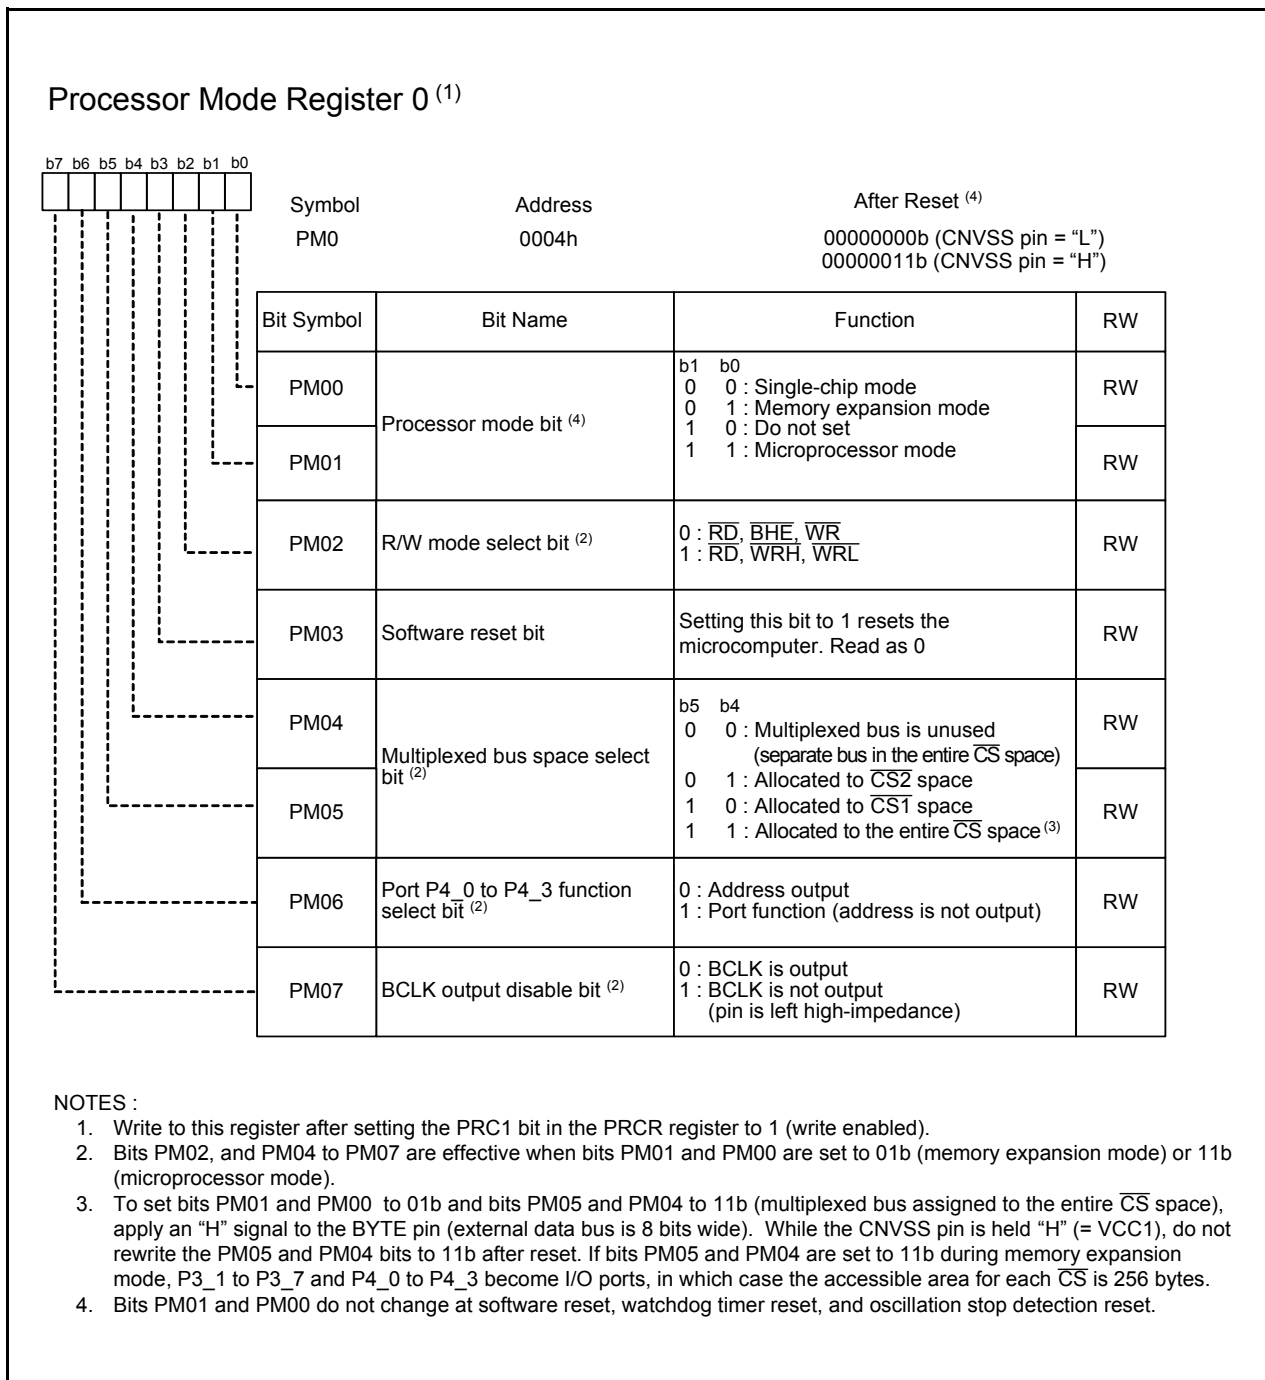 Processor Mode Register 0 (1)
b7 b6 b5 b4 b3 b2 b1 b0
Symbol Address After Reset (4)
PM0 0004h 00000000b (CNVSS pin = “L”)
00000011b (CNVSS pin = “H”)
Bit Symbol Bit Name Function RW
PM00 RW
PM01 RW
Processor mode bit (4)
b1 b0
0 0 : Single-chip mode
0 1 : Memory expansion mode
1 0 : Do not set
1 1 : Microprocessor mode
PM02 R/W mode select bit (2) RW
0 : RD, BHE, WR
1 : RD, WRH, WRL
PM03 Software reset bit RW
Setting this bit to 1 resets the
microcomputer. Read as 0
PM04 RW
PM05 RW
Multiplexed bus space select
bit (2)
b5 b4
0 0 : Multiplexed bus is unused
(separate bus in the entire CS space)
0 1 : Allocated to CS2 space
1 0 : Allocated to CS1 space
1 1 : Allocated to the entire CS space (3)
PM06 RW
Port P4_0 to P4_3 function
select bit (2)
0 : Address output
1 : Port function (address is not output)
PM07 BCLK output disable bit (2) RW
0 : BCLK is output
1 : BCLK is not output
(pin is left high-impedance)
NOTES :
1. Write to this register after setting the PRC1 bit in the PRCR register to 1 (write enabled).
2. Bits PM02, and PM04 to PM07 are effective when bits PM01 and PM00 are set to 01b (memory expansion mode) or 11b
(microprocessor mode).
3. To set bits PM01 and PM00 to 01b and bits PM05 and PM04 to 11b (multiplexed bus assigned to the entire CS space),
apply an “H” signal to the BYTE pin (external data bus is 8 bits wide). While the CNVSS pin is held “H” (= VCC1), do not
rewrite the PM05 and PM04 bits to 11b after reset. If bits PM05 and PM04 are set to 11b during memory expansion
mode, P3_1 to P3_7 and P4_0 to P4_3 become I/O ports, in which case the accessible area for each CS is 256 bytes.
4. Bits PM01 and PM00 do not change at software reset, watchdog timer reset, and oscillation stop detection reset.